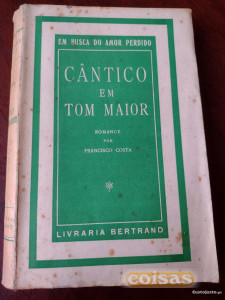 EM BUSCA DO AMOR PERDIDO
CÂNTICO
EM
TOM MAIOR
ROMANCE
POR
FRANCISCO COSTA
LIVRARIA BERTRAND
coisas